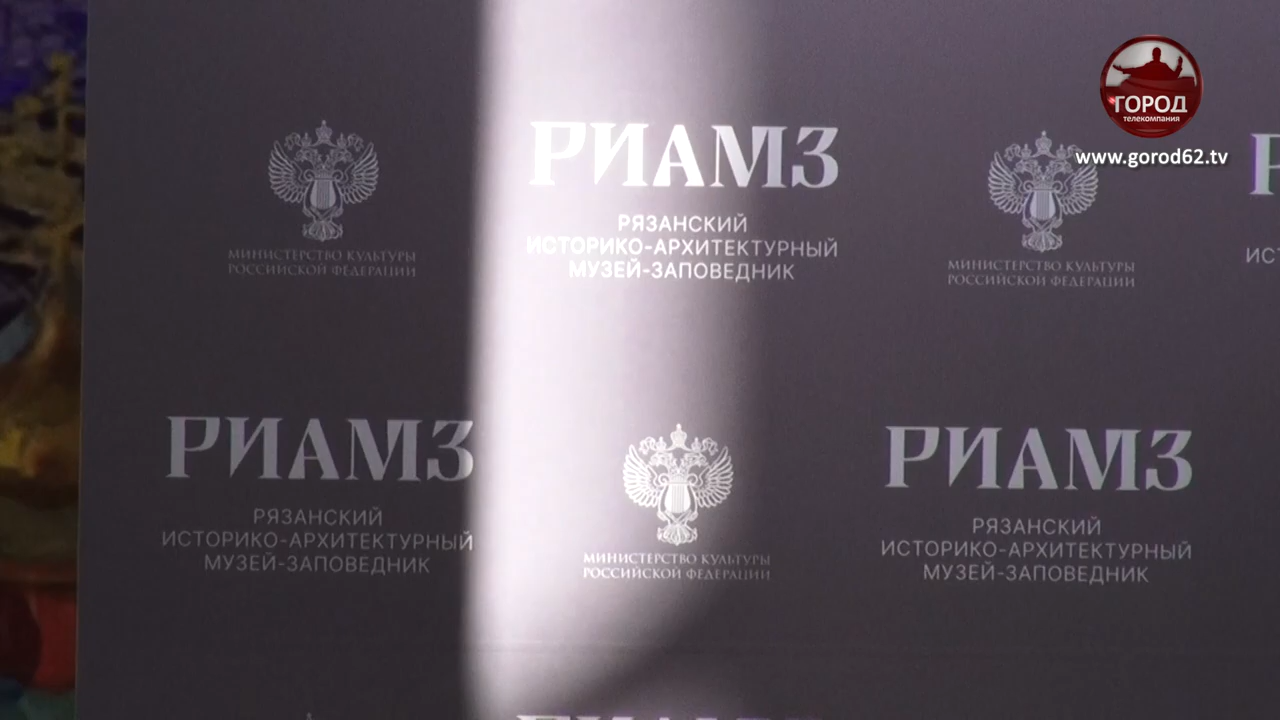 ГОРОД
телекомпания
www.gorod62.tv
РИАМЗ
РЯЗАНСКИЙ
ИСТОРИКО-АРХИТЕКТУРНЫЙ
МУЗЕЙ-ЗАПОВЕДНИК
МИНИСТЕРСТВО КУЛЬТУРЫ
РОССИЙСКОЙ ФЕДЕРАЦИИ
МИНИСТЕРСТВО КУЛЬТУРЫ
РОССИЙСКОЙ ФЕДЕРАЦИИ
РИАМЗ
РЯЗАНСКИЙ
ИСТОРИКО-АРХИТЕКТУРНЫЙ
МУЗЕЙ-ЗАПОВЕДНИК
МИНИСТЕРСТВО КУЛЬТУРЫ
РОССИЙСКОЙ ФЕДЕРАЦИИ
РИАМЗ
РЯЗАНСКИЙ
ИСТОРИКО-АРХИТЕКТУРНЫЙ
МУЗЕЙ-ЗАПОВЕДНИК